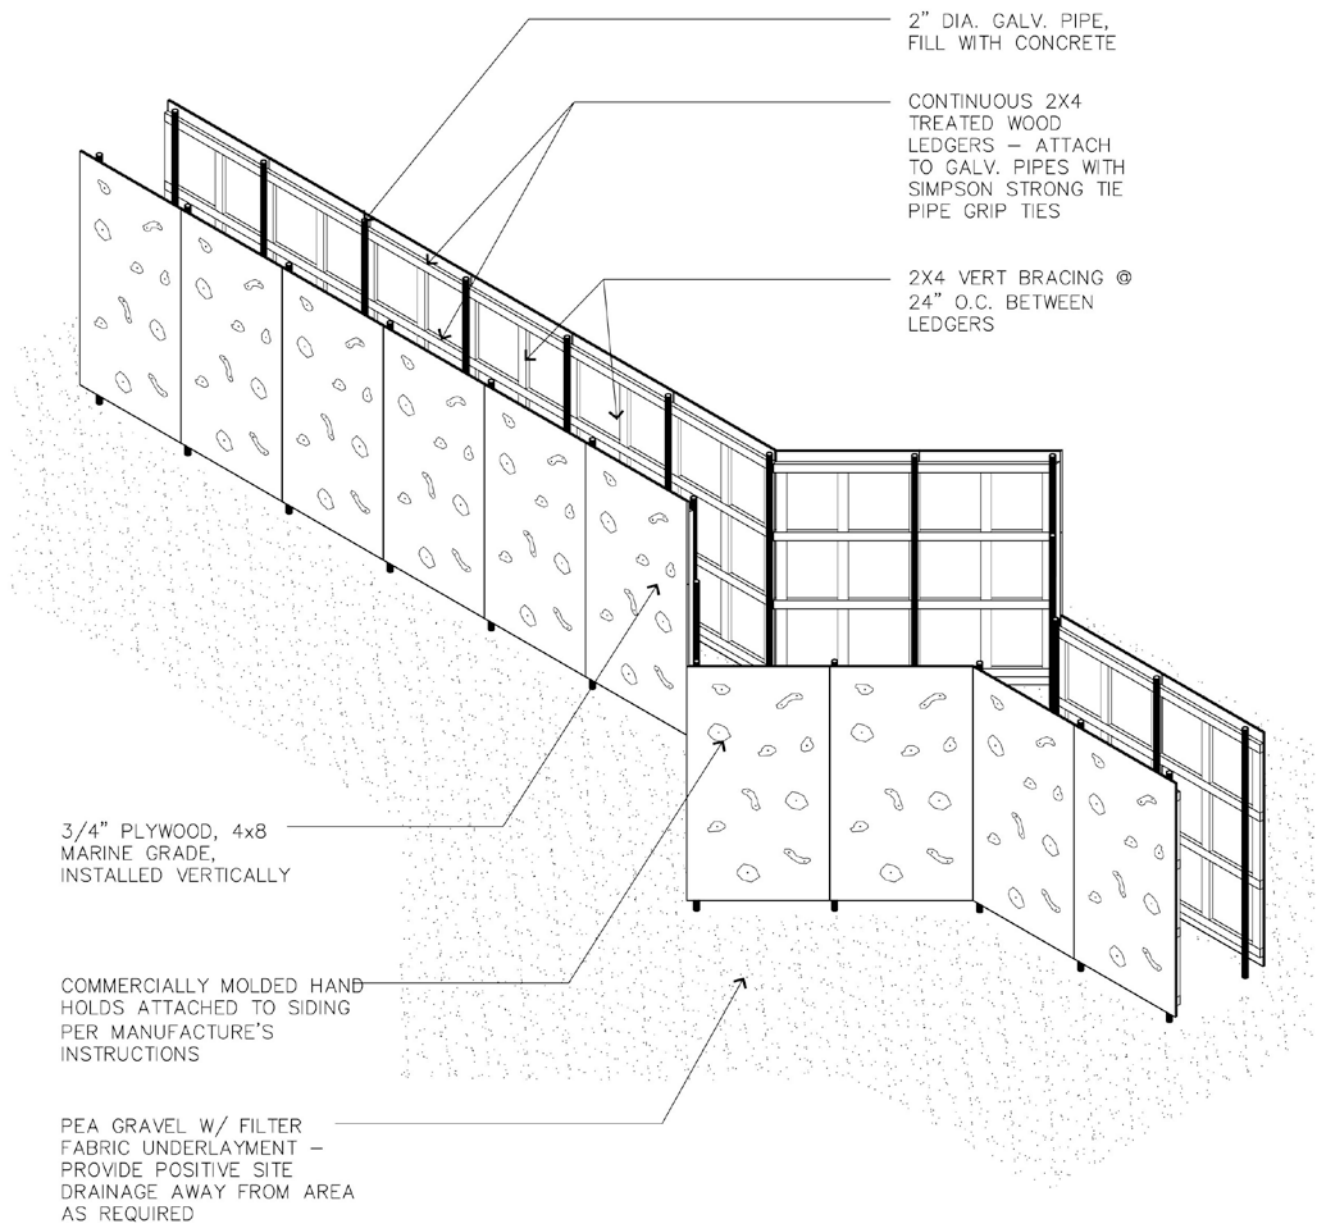 2" DIA. GALV. PIPE,
FILL WITH CONCRETE
CONTINUOUS 2X4
TREATED WOOD
LEDGERS – ATTACH
TO GALV. PIPES WITH
SIMPSON STRONG TIE
PIPE GRIP TIES
2X4 VERT BRACING @
24" O.C. BETWEEN
LEDGERS
3/4" PLYWOOD, 4x8
MARINE GRADE,
INSTALLED VERTICALLY
COMMERCIALLY MOLDED HAND
HOLDS ATTACHED TO SIDING
PER MANUFACTURE'S
INSTRUCTIONS
PEA GRAVEL W/ FILTER
FABRIC UNDERLAYMENT –
PROVIDE POSITIVE SITE
DRAINAGE AWAY FROM AREA
AS REQUIRED